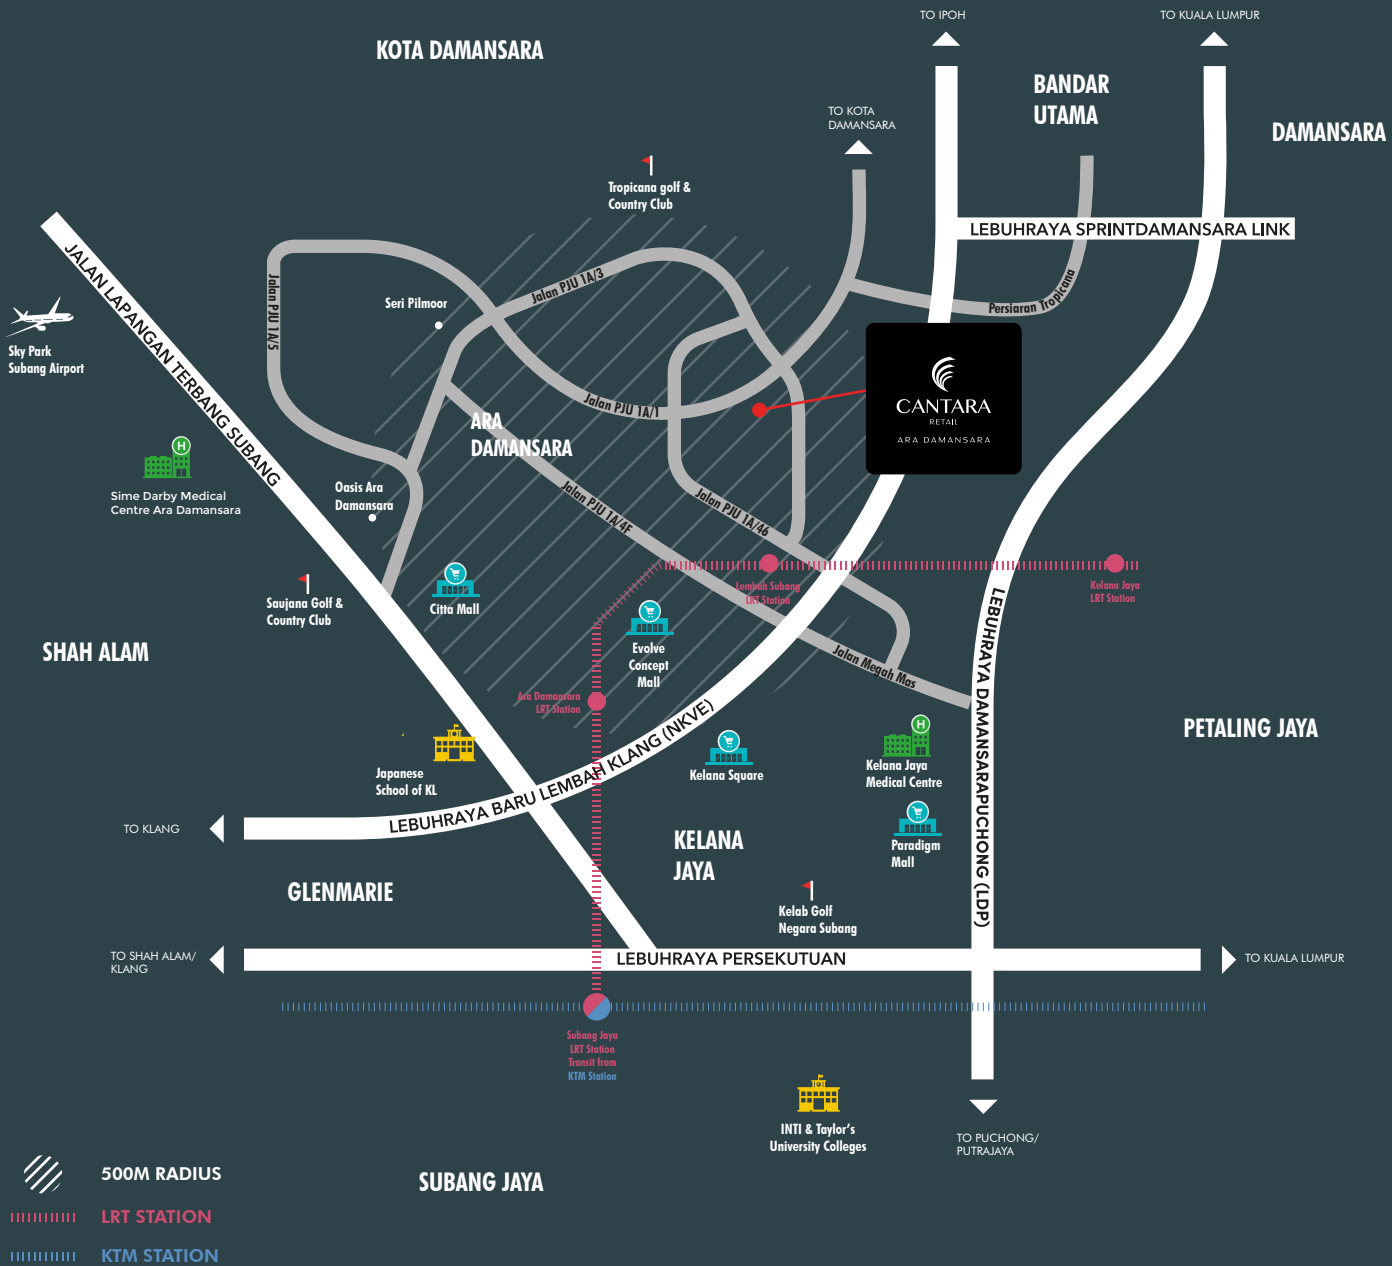 TO IPOH
TO KUALA LUMPUR
KOTA DAMANSARA
BANDAR
UTAMA
TO KOTA
DAMANSARA
DAMANSARA
Tropicana golf &
Country Club
LEBUHRAYA SPRINTDAMANSARA LINK
JALAN LAPANGAN TERBANG SUBANG
Jalan PJU 1A/5
Jalan PJU 1A/3
Persiaran Tropicana
Seri Pilmoor
Sky Park
Subang Airport
CANTARA
RETAIL
ARA DAMANSARA
Jalan PJU 1A/1
ARA
DAMANSARA
H
Sime Darby Medical
Centre Ara Damansara
Oasis Ara
Damansara
Jalan PJU 1A/4F
Jalan PJU 1A/46
Lembah Subang
LRT Station
Kelana Jaya
LRT Station
Saujana Golf &
Country Club
Citta Mall
Evolve
Concept
Mall
SHAH ALAM
Jalan Megah Mas
Ara Damansara
LRT Station
LEBUHRAYA DAMANSARAPUCHONG (LDP)
PETALING JAYA
LEBUHRAYA BARU LEMBAH KLANG (NKVE)
Japanese
School of KL
Kelana Square
H
Kelana Jaya
Medical Centre
TO KLANG
KELANA
JAYA
Paradigm
Mall
GLENMARIE
Kelab Golf
Negara Subang
TO SHAH ALAM/
KLANG
LEBUHRAYA PERSEKUTUAN
TO KUALA LUMPUR
Subang Jaya
LRT Station
Transit from
KTM Station
INTI & Taylor's
University Colleges
TO PUCHONG/
PUTRAJAYA
SUBANG JAYA
500M RADIUS
LRT STATION
KTM STATION